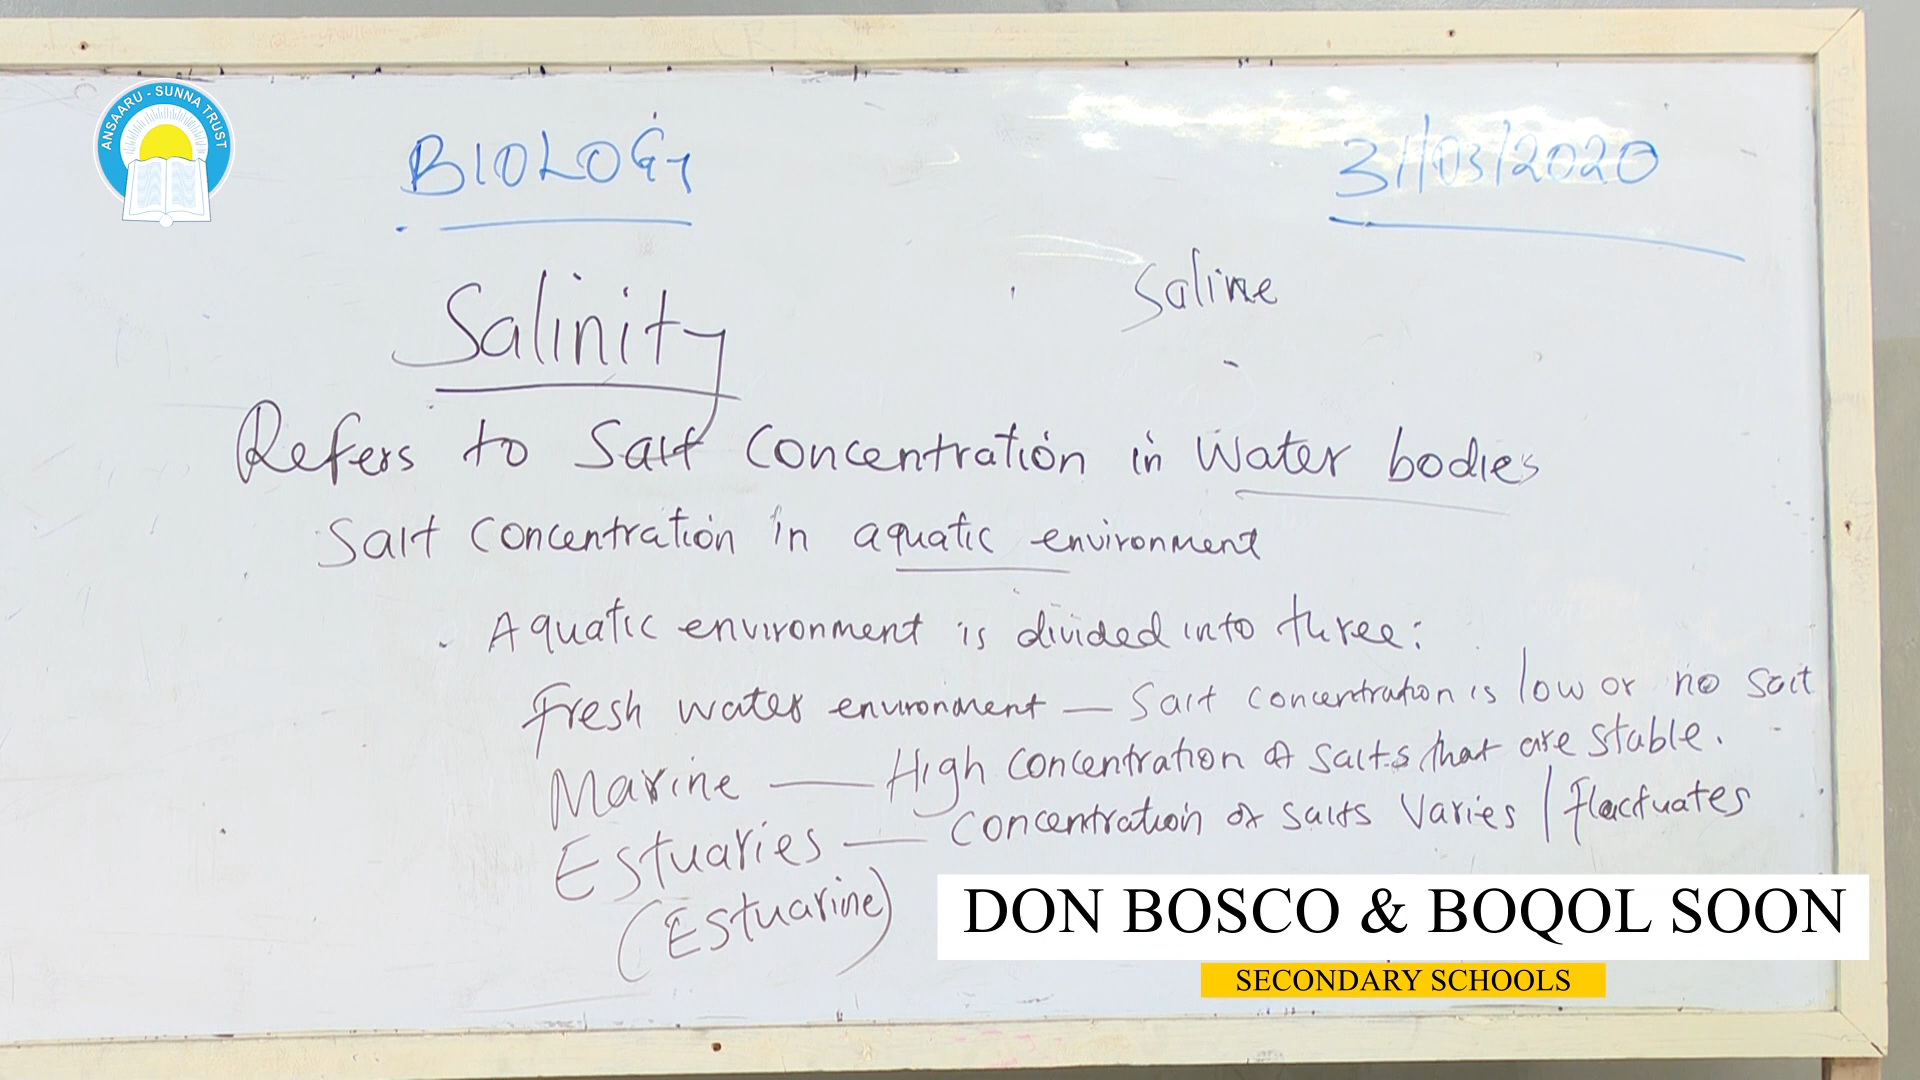 ANSAARU - SUNNA TRUST
BIOLOGY
31/03/2020
Salinity
Saline
Refers to Salt Concentration in Water bodies
Salt Concentration in aquatic environment
Aquatic environment is divided into three:
Fresh water environment — Salt concentration is low or no salt
Marine — High concentration of salts that are stable.
Estuaries — Concentration of salts Varies / Flactuates
(Estuarine)
DON BOSCO & BOQOL SOON
SECONDARY SCHOOLS